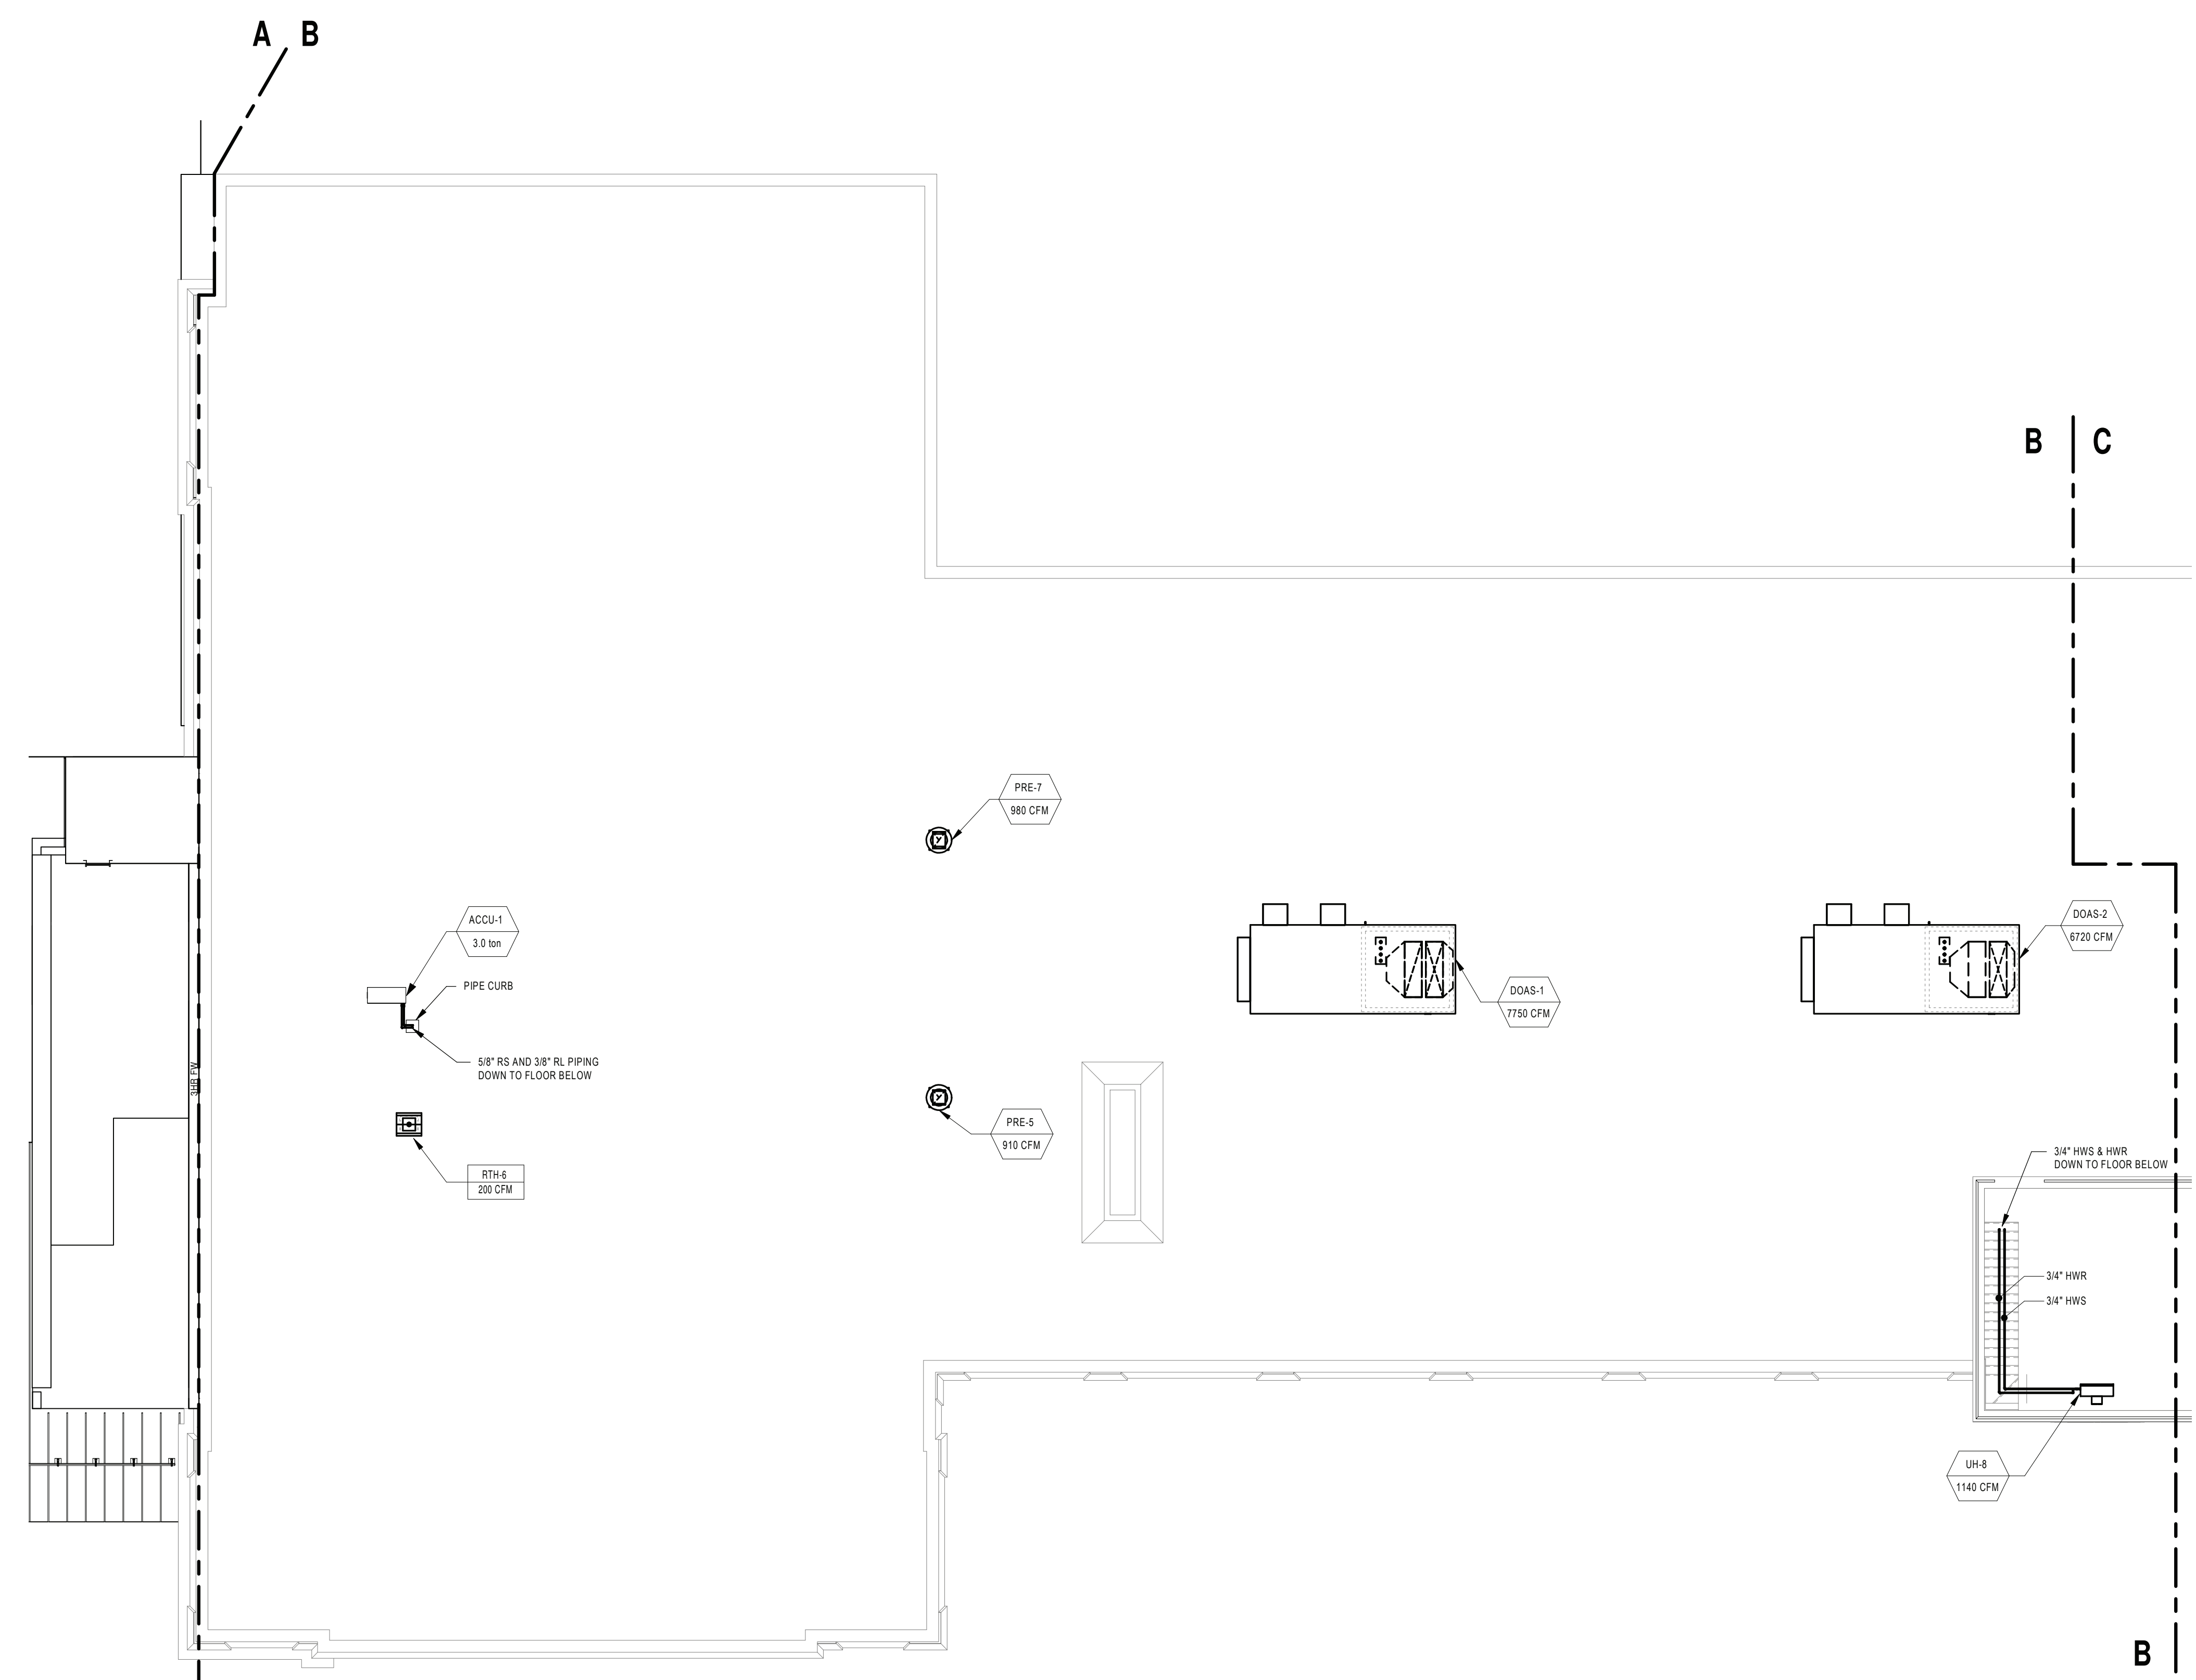 A B
B C
PRE-7
980 CFM
ACCU-1
3.0 ton
DOAS-2
6720 CFM
PIPE CURB
DOAS-1
7750 CFM
5/8" RS AND 3/8" RL PIPING
DOWN TO FLOOR BELOW
3HR FW
PRE-5
910 CFM
RTH-6
200 CFM
3/4" HWS & HWR
DOWN TO FLOOR BELOW
3/4" HWR
3/4" HWS
UH-8
1140 CFM
B